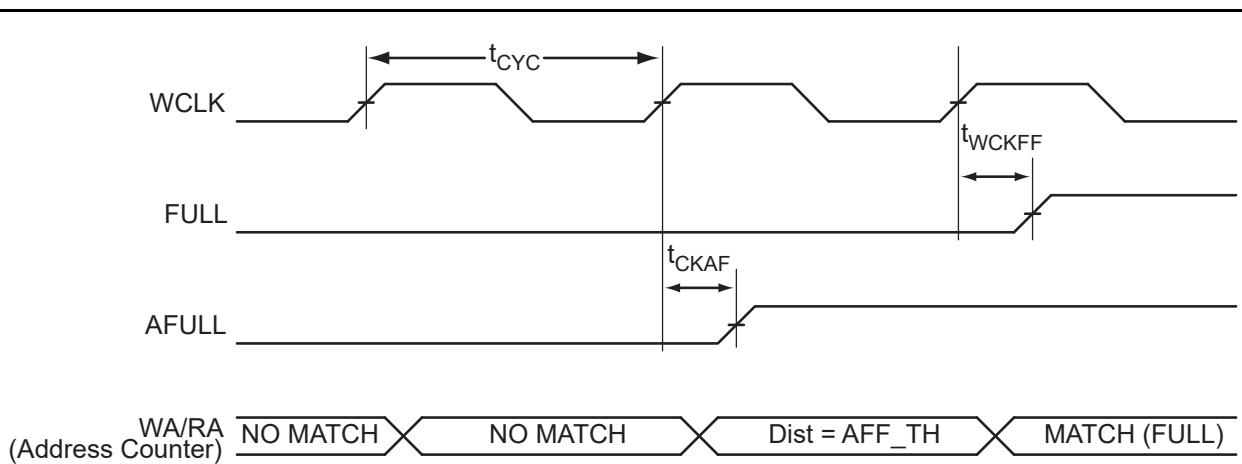 tCYC
WCLK
tWCKFF
FULL
tCKAF
AFULL
WA/RA
(Address Counter)
NO MATCH
NO MATCH
Dist = AFF_TH
MATCH (FULL)